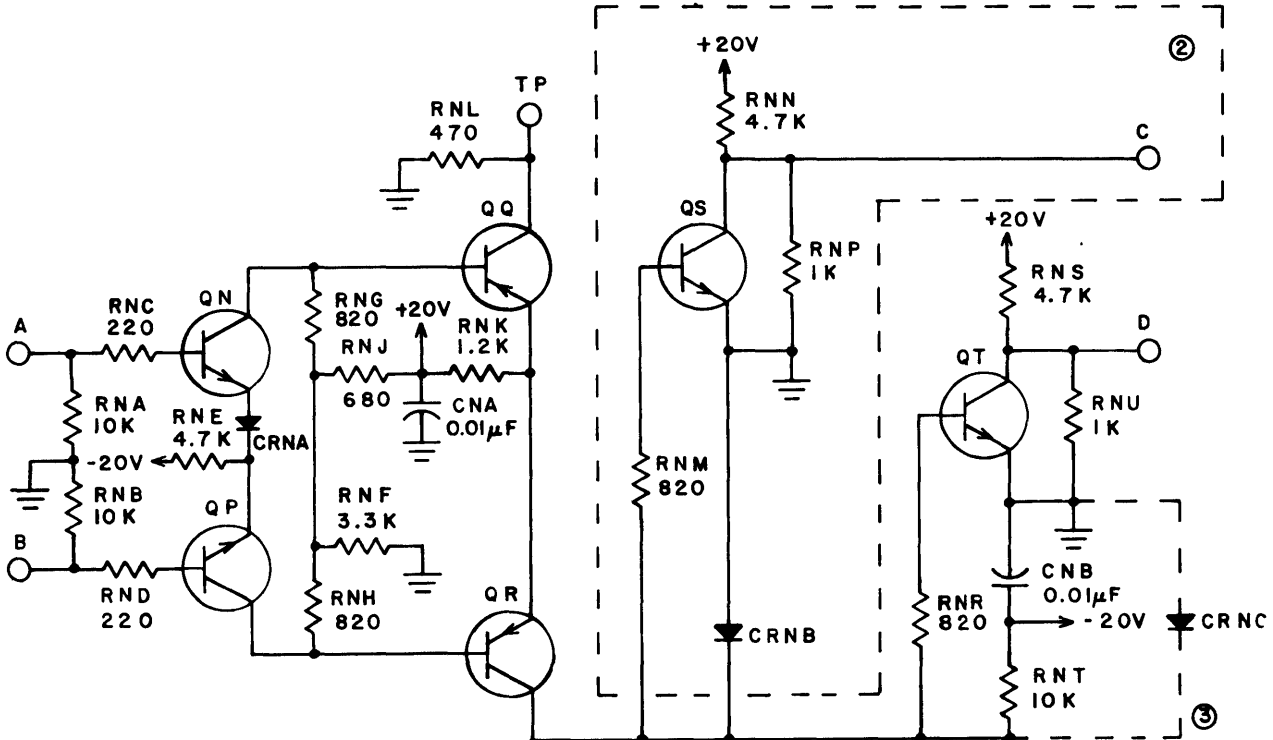 +20V
②
RNN
4.7K
TP
RNL
470
C
QQ
QS
+20V
RNP
1K
RNS
4.7K
RNG
820
+20V
RNC
220
QN
A
RNJ
680
RNK
1.2K
D
QT
CNA
0.01µF
RNA
10K
RNE
4.7K
CRNA
RNU
1K
-20V
RNM
820
RNB
10K
QP
RNF
3.3K
B
CNB
0.01µF
RND
220
RNH
820
QR
RNR
820
-20V
CRNC
CRNB
RNT
10K
③